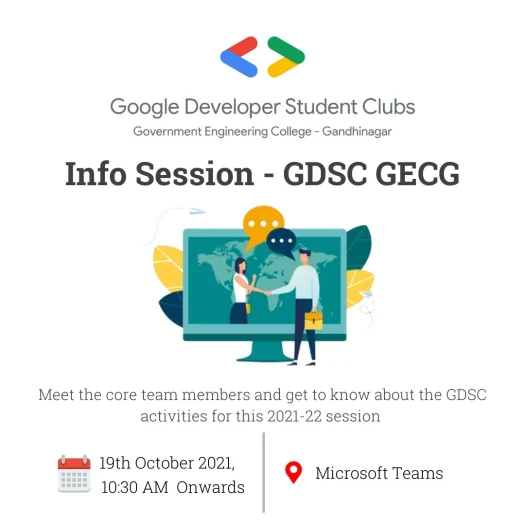 Google Developer Student Clubs
Government Engineering College - Gandhinagar
Info Session - GDSC GECG
Meet the core team members and get to know about the GDSC
activities for this 2021-22 session
19th October 2021,
10:30 AM Onwards
Microsoft Teams